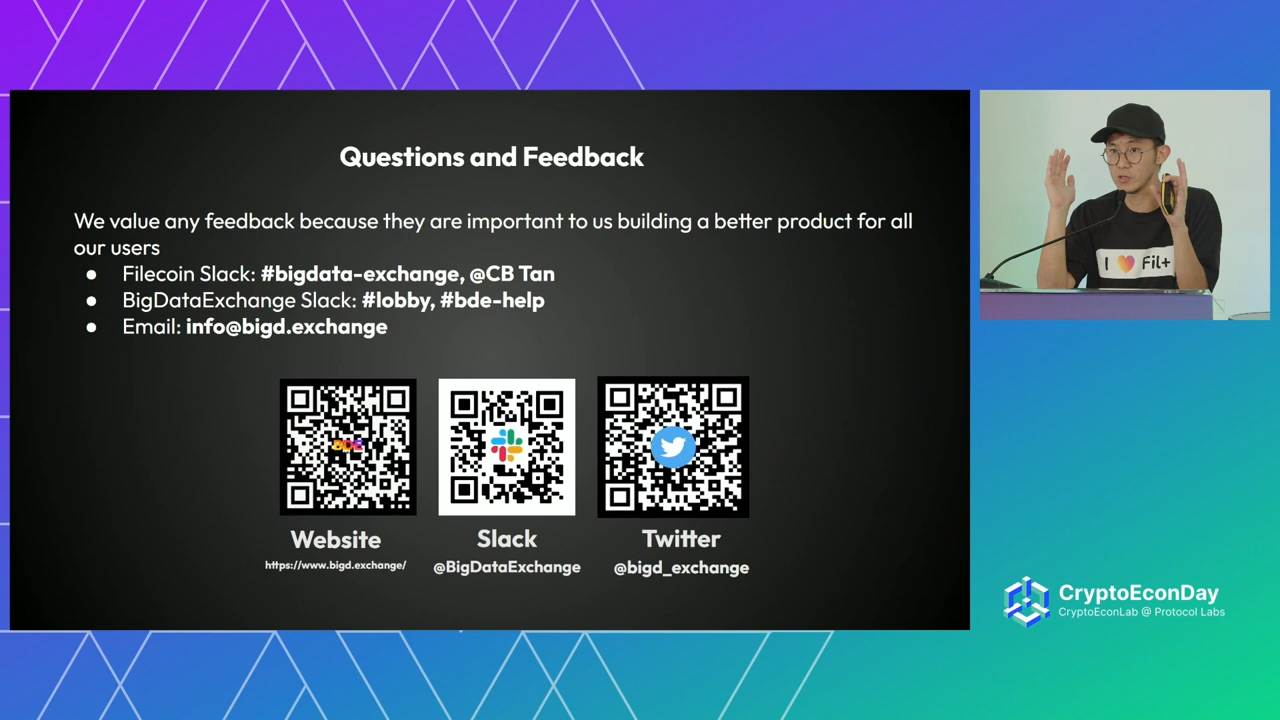 Questions and Feedback
We value any feedback because they are important to us building a better product for all
our users
● Filecoin Slack: #bigdata-exchange, @CB Tan
● BigDataExchange Slack: #lobby, #bde-help
● Email: info@bigd.exchange
BDE
Website
Slack
Twitter
https://www.bigd.exchange/
@BigDataExchange
@bigd_exchange
I ❤ Fil+
CryptoEconDay
CryptoEconLab @ Protocol Labs